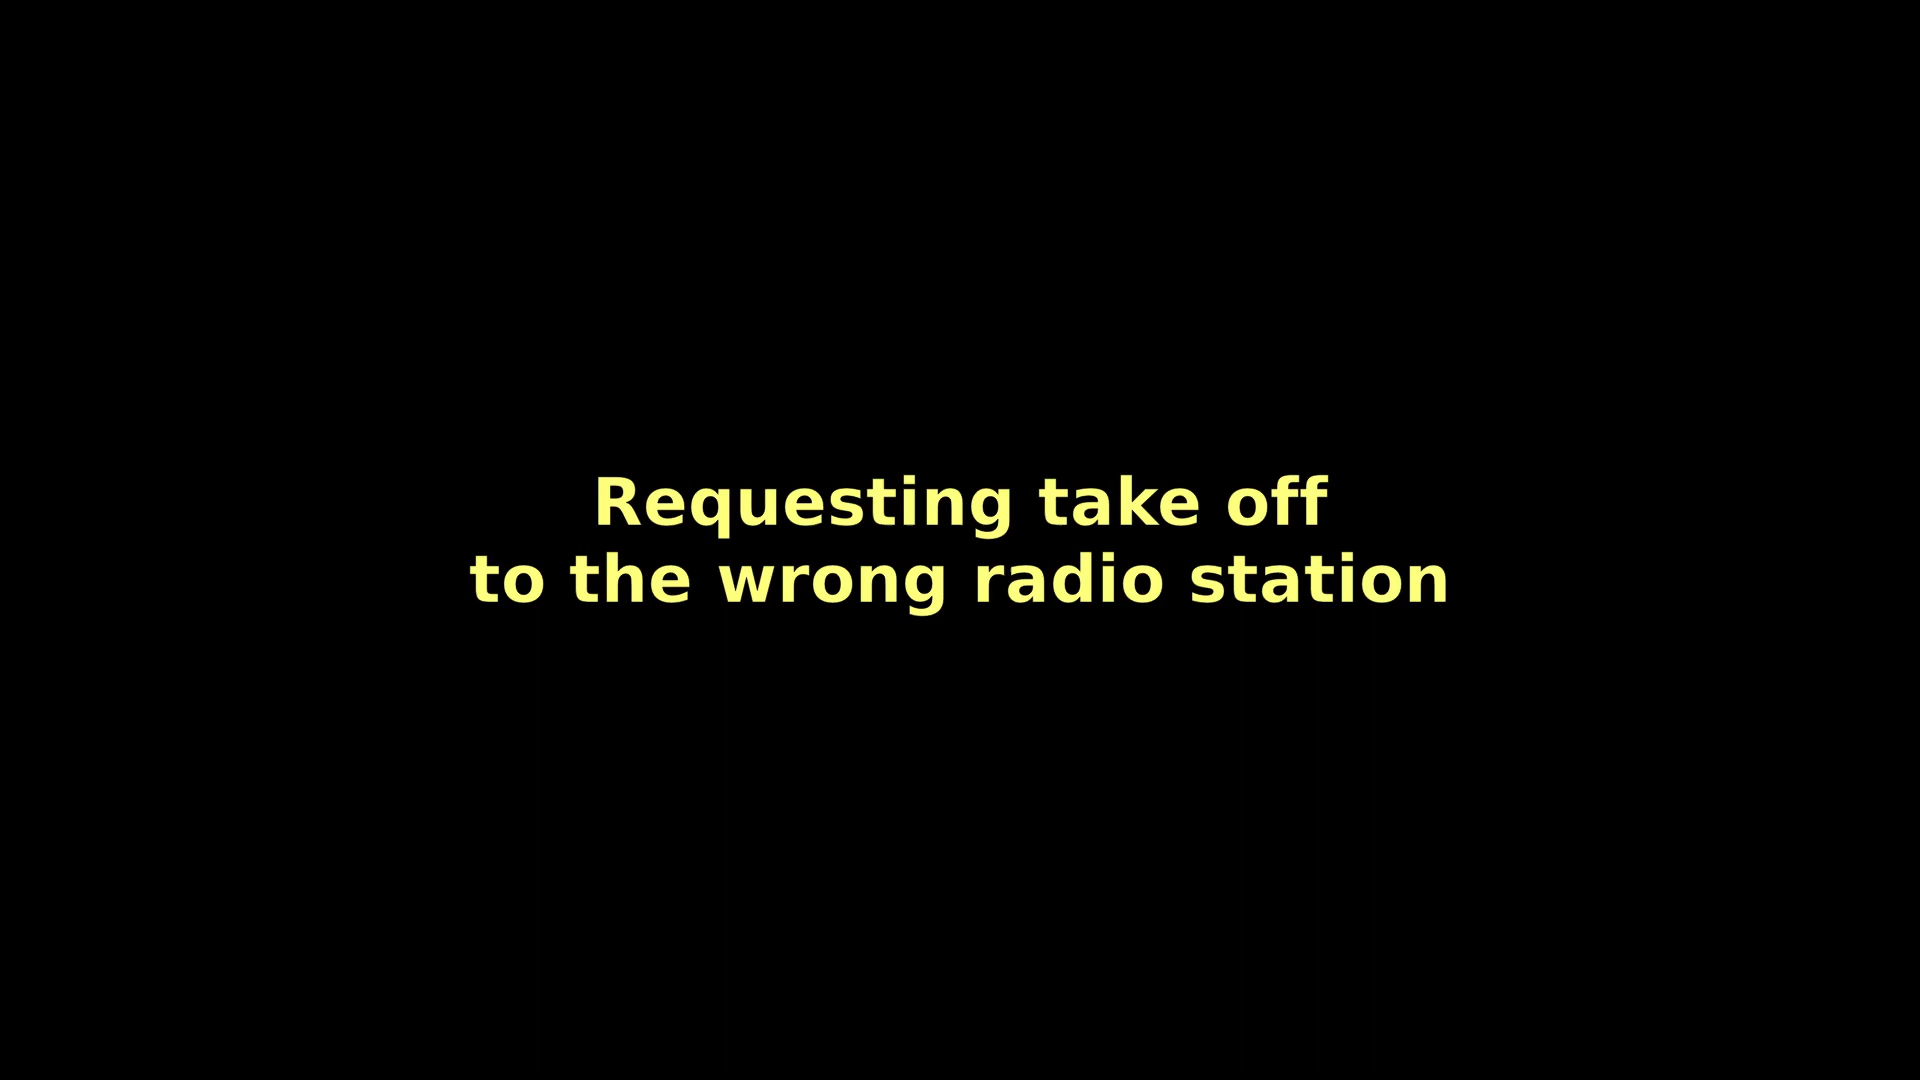 Requesting take off
to the wrong radio station